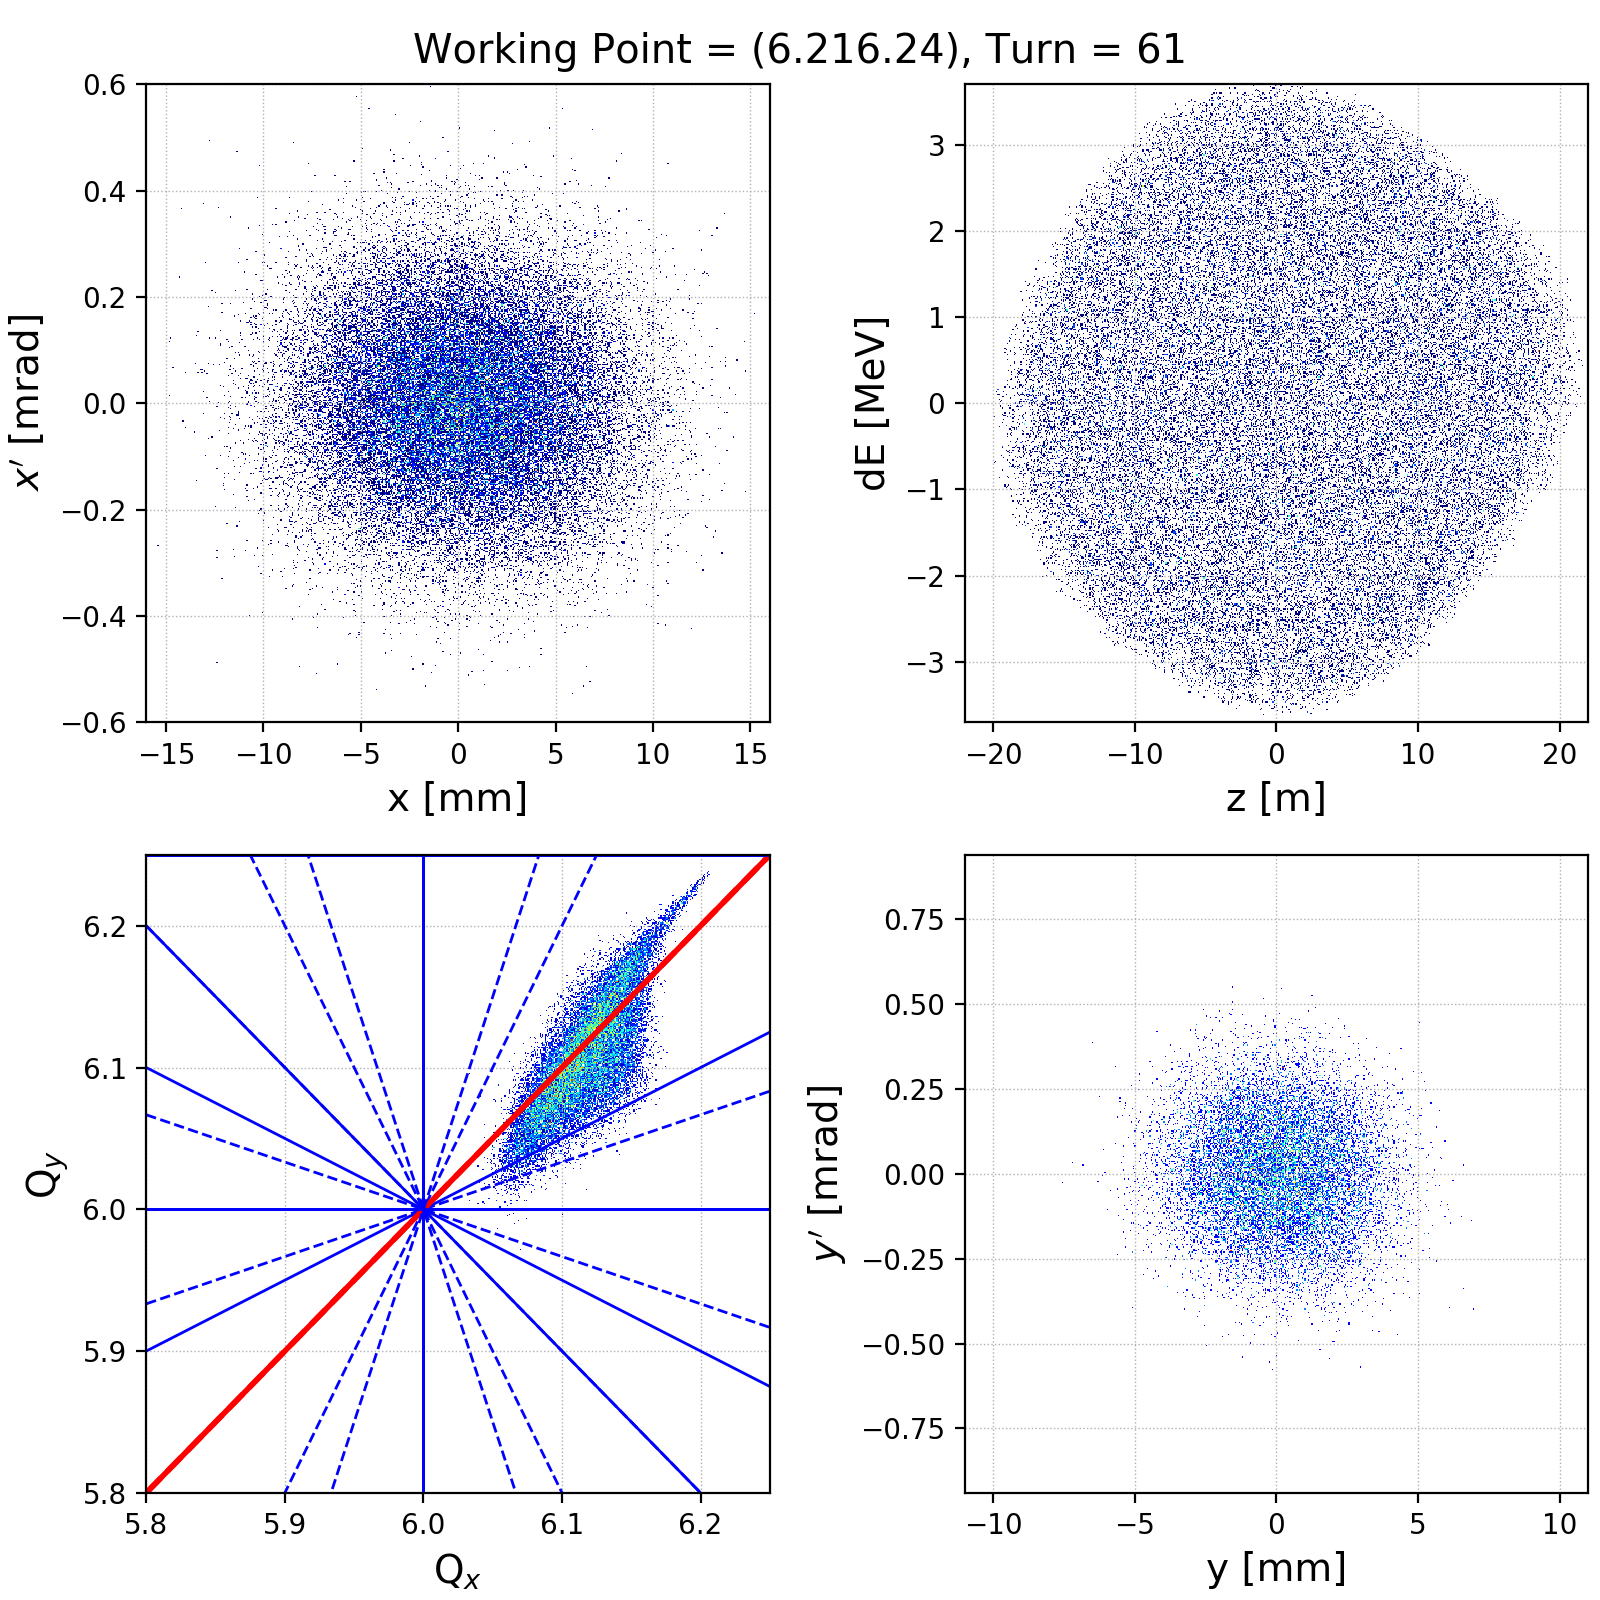 Working Point = (6.216.24), Turn = 61
0.6
0.4
0.2
0.0
−0.2
−0.4
−0.6
x′ [mrad]
−15 −10 −5 0 5 10 15
x [mm]
3
2
1
0
−1
−2
−3
dE [MeV]
−20 −10 0 10 20
z [m]
6.2
6.1
6.0
5.9
5.8
Qy
5.8 5.9 6.0 6.1 6.2
Qx
0.75
0.50
0.25
0.00
−0.25
−0.50
−0.75
y′ [mrad]
−10 −5 0 5 10
y [mm]